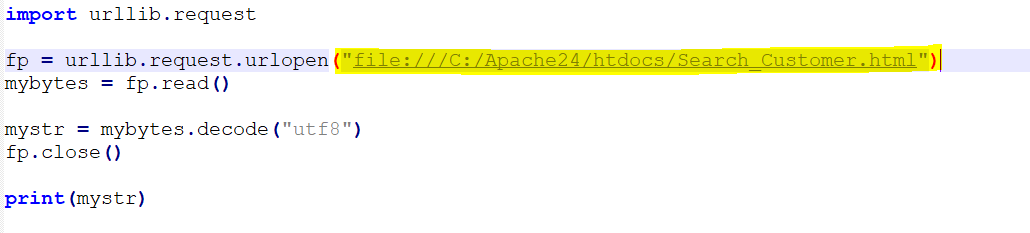 import urllib.request
fp = urllib.request.urlopen("file:///C:/Apache24/htdocs/Search_Customer.html")
mybytes = fp.read()
mystr = mybytes.decode("utf8")
fp.close()
print(mystr)